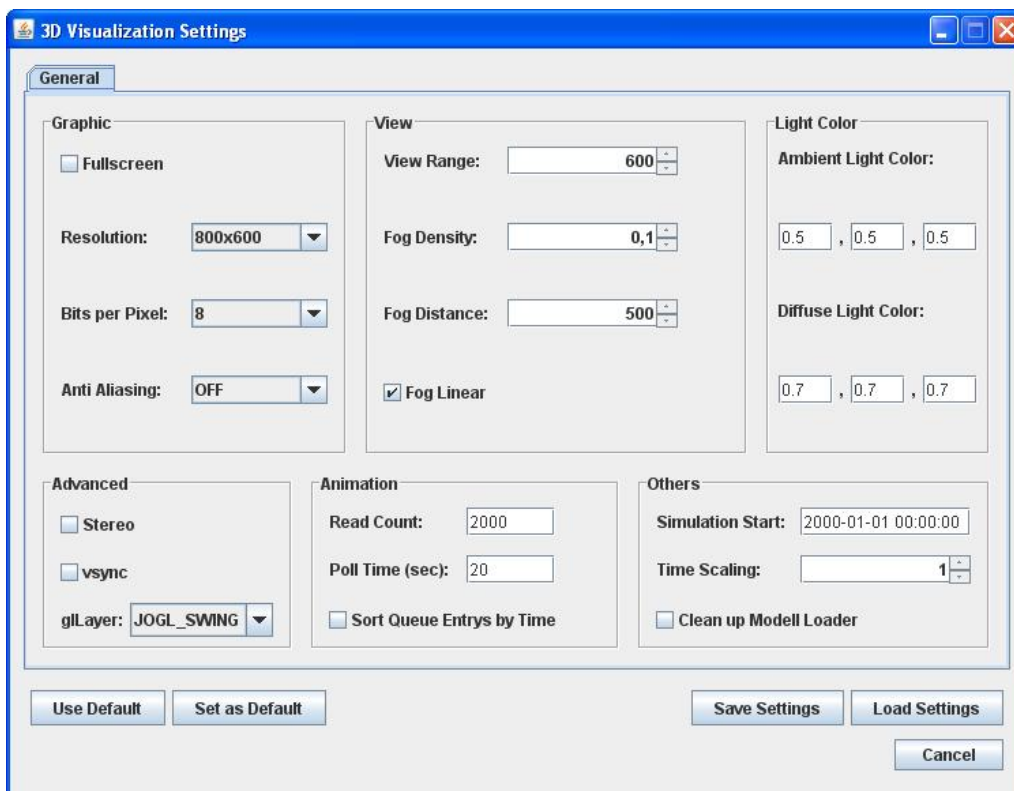 3D Visualization Settings
General
Graphic
Fullscreen
Resolution: 800x600
Bits per Pixel: 8
Anti Aliasing: OFF
View
View Range: 600
Fog Density: 0,1
Fog Distance: 500
Fog Linear
Light Color
Ambient Light Color:
0.5 , 0.5 , 0.5
Diffuse Light Color:
0.7 , 0.7 , 0.7
Advanced
Stereo
vsync
glLayer: JOGL_SWING
Animation
Read Count: 2000
Poll Time (sec): 20
Sort Queue Entrys by Time
Others
Simulation Start: 2000-01-01 00:00:00
Time Scaling: 1
Clean up Modell Loader
Use Default
Set as Default
Save Settings
Load Settings
Cancel